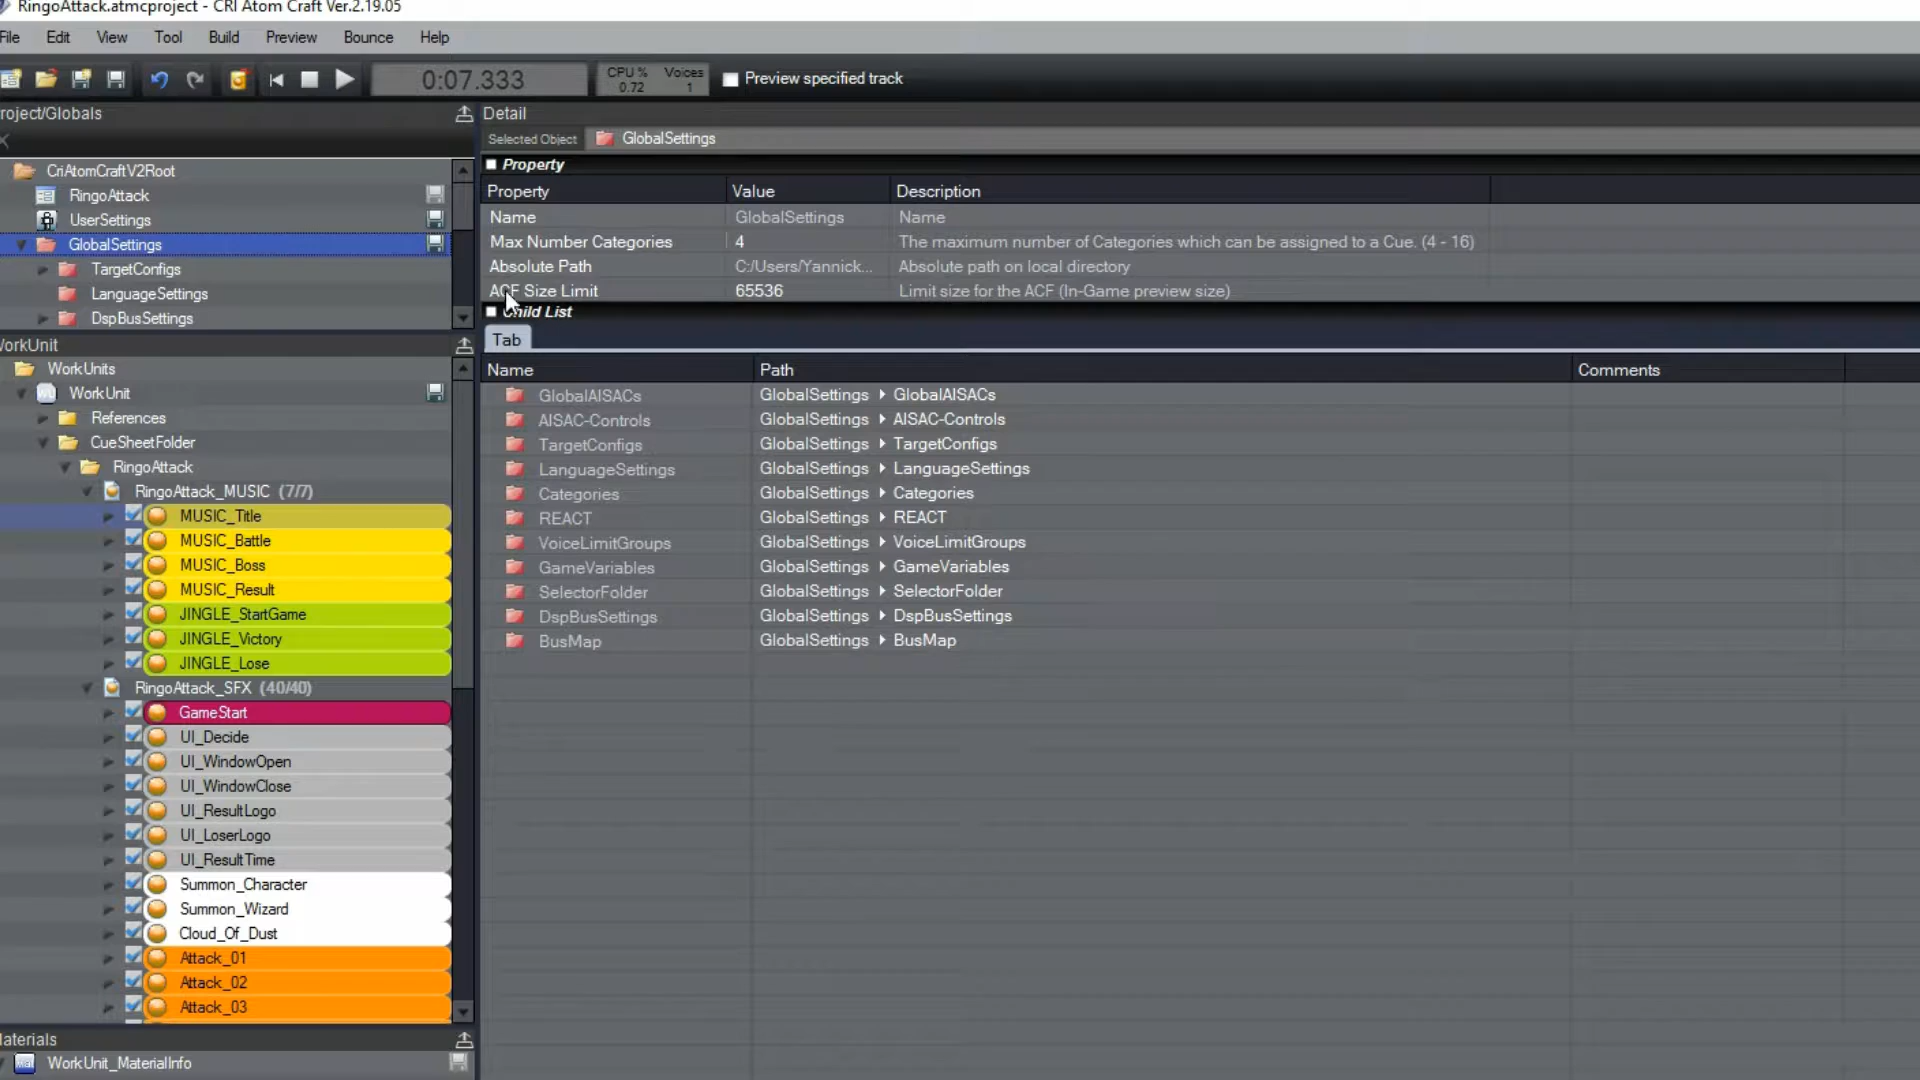 RingoAttack.atmcproject - CRI Atom Craft Ver.2.19.05
File Edit View Tool Build Preview Bounce Help
0:07.333
CPU % Voices
0.72 1
Preview specified track
roject/Globals
CriAtomCraftV2Root
RingoAttack
UserSettings
GlobalSettings
TargetConfigs
LanguageSettings
DspBusSettings
Detail
Selected Object GlobalSettings
Property
Property Value Description
Name GlobalSettings Name
Max Number Categories 4 The maximum number of Categories which can be assigned to a Cue. (4 - 16)
Absolute Path C:/Users/Yannick... Absolute path on local directory
ACF Size Limit 65536 Limit size for the ACF (In-Game preview size)
Child List
Tab
Name Path Comments
GlobalAISACs GlobalSettings GlobalAISACs
AISAC-Controls GlobalSettings AISAC-Controls
TargetConfigs GlobalSettings TargetConfigs
LanguageSettings GlobalSettings LanguageSettings
Categories GlobalSettings Categories
REACT GlobalSettings REACT
VoiceLimitGroups GlobalSettings VoiceLimitGroups
GameVariables GlobalSettings GameVariables
SelectorFolder GlobalSettings SelectorFolder
DspBusSettings GlobalSettings DspBusSettings
BusMap GlobalSettings BusMap
WorkUnit
WorkUnits
WorkUnit
References
CueSheetFolder
RingoAttack
RingoAttack_MUSIC (7/7)
MUSIC_Title
MUSIC_Battle
MUSIC_Boss
MUSIC_Result
JINGLE_StartGame
JINGLE_Victory
JINGLE_Lose
RingoAttack_SFX (40/40)
GameStart
UI_Decide
UI_WindowOpen
UI_WindowClose
UI_ResultLogo
UI_LoserLogo
UI_ResultTime
Summon_Character
Summon_Wizard
Cloud_Of_Dust
Attack_01
Attack_02
Attack_03
aterials
WorkUnit_MaterialInfo